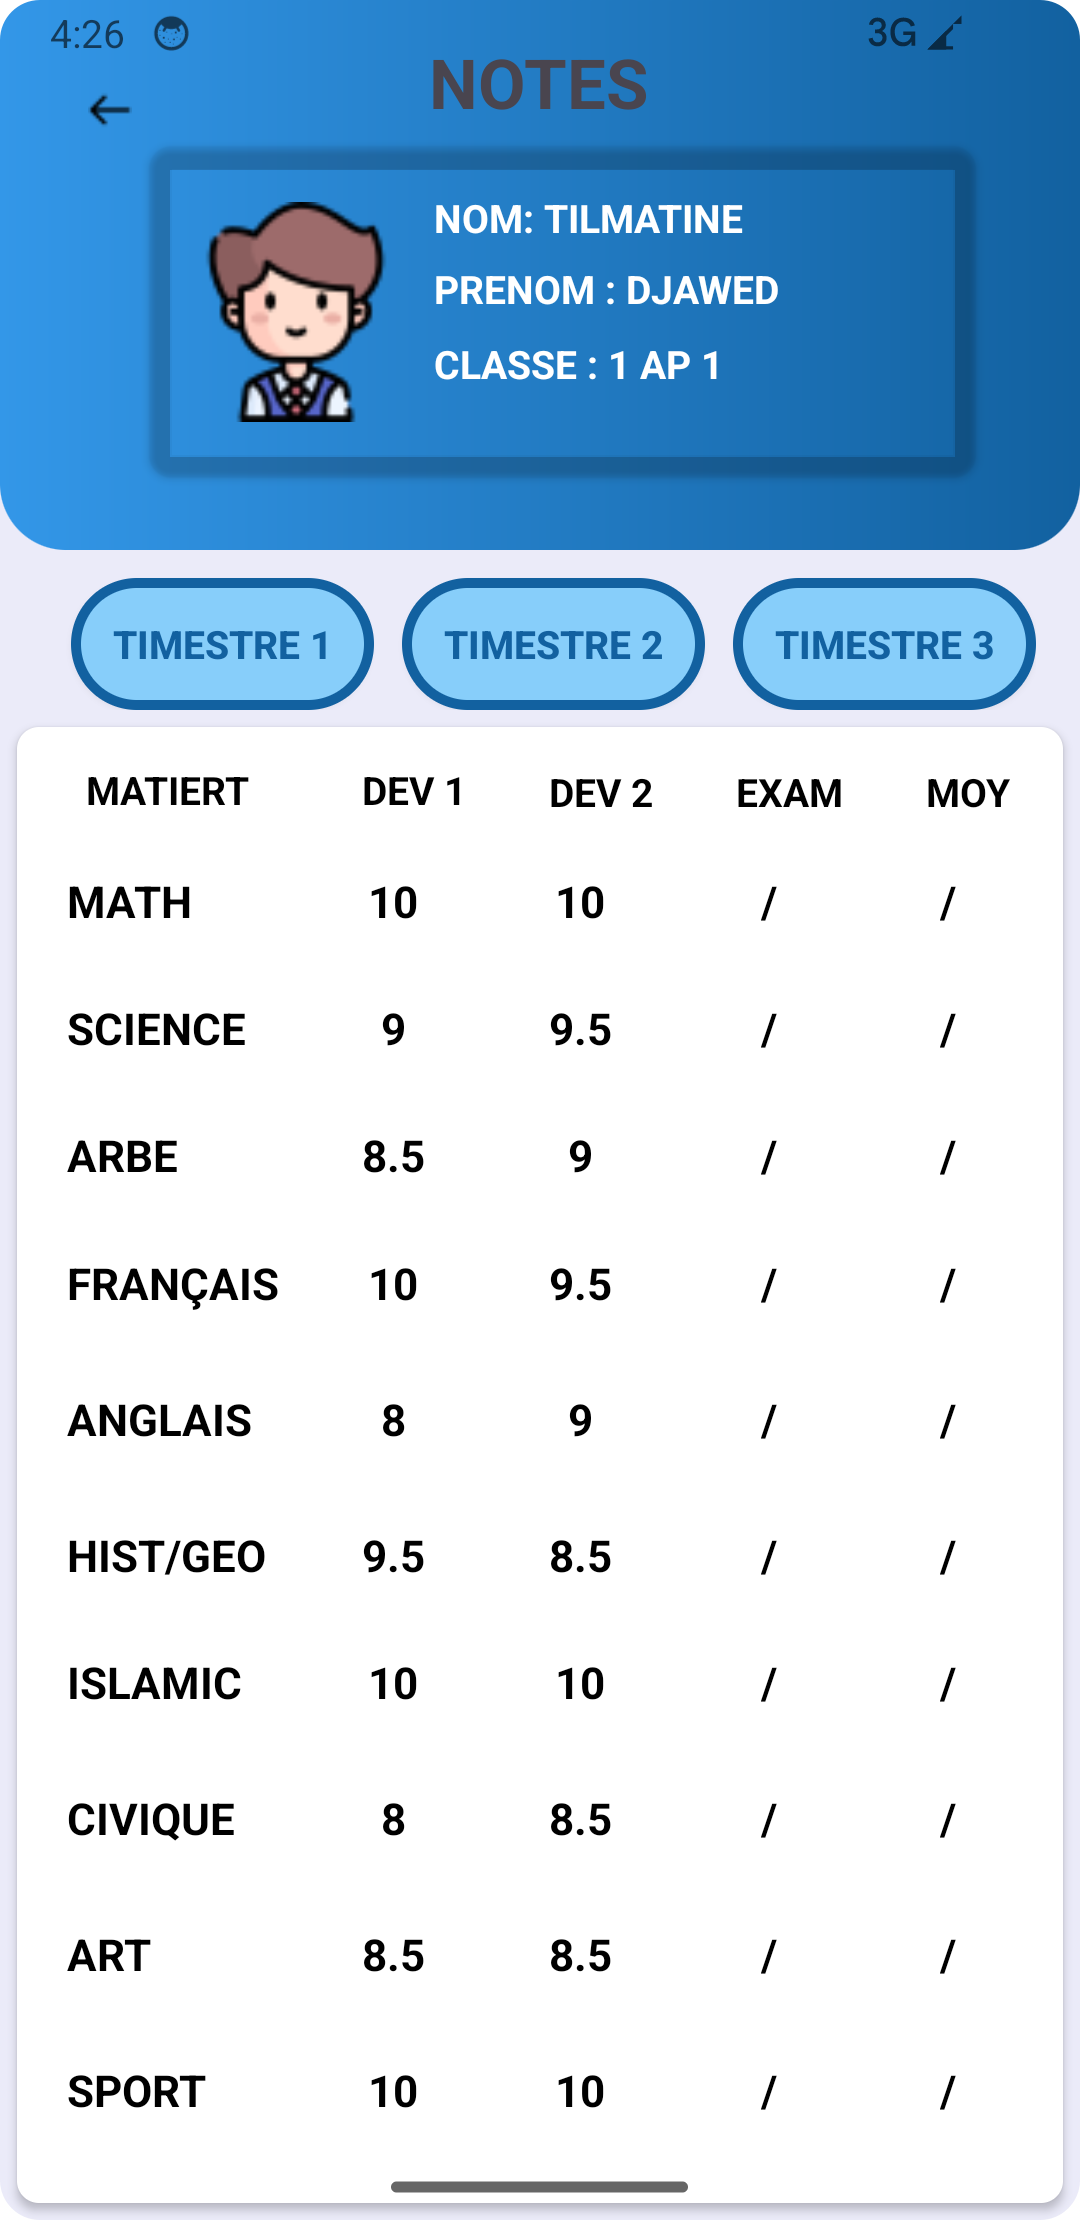 4:26 3G
NOTES
NOM: TILMATINE
PRENOM : DJAWED
CLASSE : 1 AP 1
TIMESTRE 1 TIMESTRE 2 TIMESTRE 3
MATIERT DEV 1 DEV 2 EXAM MOY
MATH 10 10 / /
SCIENCE 9 9.5 / /
ARBE 8.5 9 / /
FRANÇAIS 10 9.5 / /
ANGLAIS 8 9 / /
HIST/GEO 9.5 8.5 / /
ISLAMIC 10 10 / /
CIVIQUE 8 8.5 / /
ART 8.5 8.5 / /
SPORT 10 10 / /